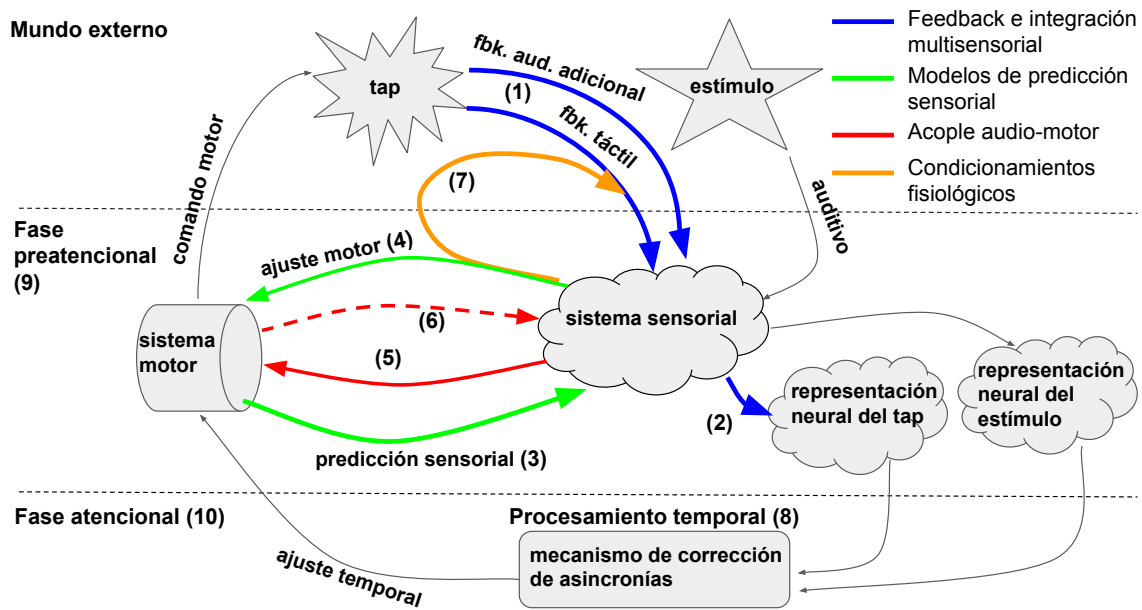 Mundo externo
tap
fbk. aud. adicional
(1)
fbk. táctil
estímulo
Feedback e integración
multisensorial
Modelos de predicción
sensorial
Acople audio-motor
Condicionamientos
fisiológicos
comando motor
(7)
auditivo
Fase
preatencional
(9)
ajuste motor (4)
(6)
sistema sensorial
sistema
motor
(5)
representación
neural del tap
representación
neural del
estímulo
(2)
predicción sensorial (3)
Fase atencional (10)
Procesamiento temporal (8)
mecanismo de corrección
de asincronías
ajuste temporal